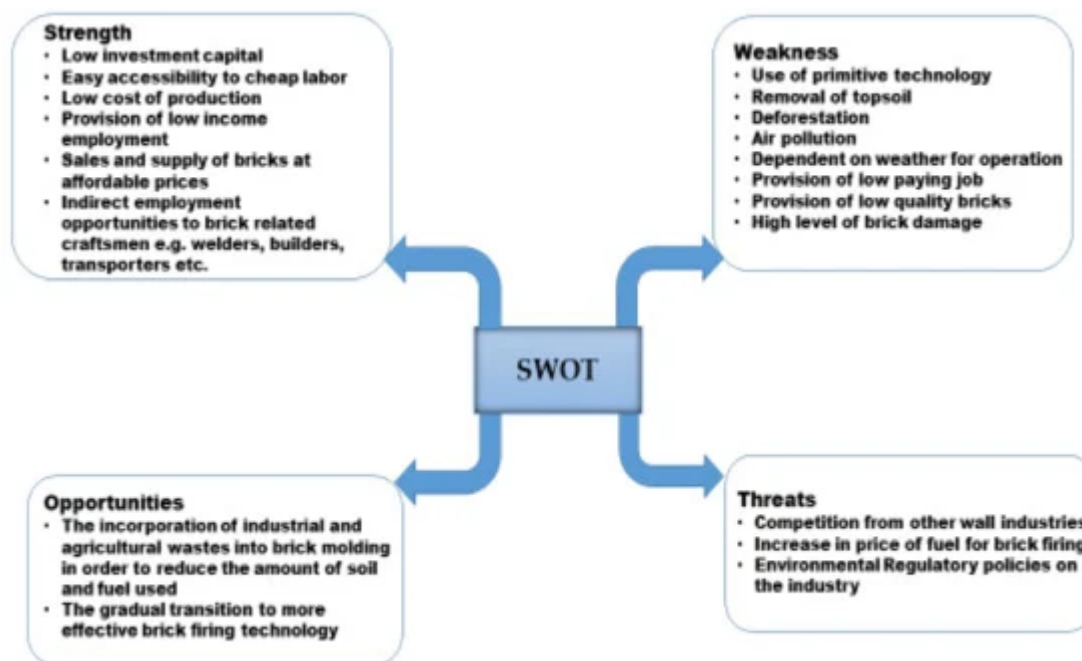 Strength
• Low investment capital
• Easy accessibility to cheap labor
• Low cost of production
• Provision of low income
employment
• Sales and supply of bricks at
affordable prices
• Indirect employment
opportunities to brick related
craftsmen e.g. welders, builders,
transporters etc.
Weakness
• Use of primitive technology
• Removal of topsoil
• Deforestation
• Air pollution
• Dependent on weather for operation
• Provision of low paying job
• Provision of low quality bricks
• High level of brick damage
SWOT
Opportunities
• The incorporation of industrial and
agricultural wastes into brick molding
in order to reduce the amount of soil
and fuel used
• The gradual transition to more
effective brick firing technology
Threats
• Competition from other wall industries
• Increase in price of fuel for brick firing
• Environmental Regulatory policies on
the industry